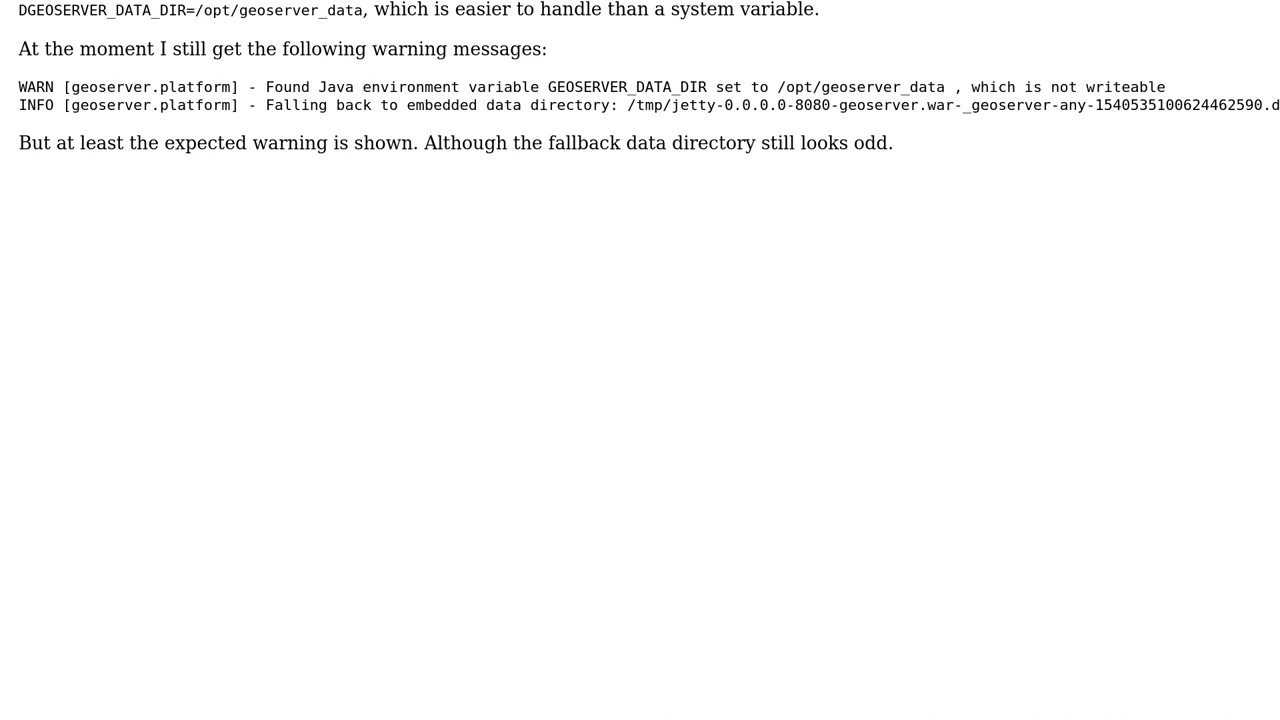 DGEOSERVER_DATA_DIR=/opt/geoserver_data, which is easier to handle than a system variable.
At the moment I still get the following warning messages:
WARN [geoserver.platform] - Found Java environment variable GEOSERVER_DATA_DIR set to /opt/geoserver_data , which is not writeable
INFO [geoserver.platform] - Falling back to embedded data directory: /tmp/jetty-0.0.0.0-8080-geoserver.war-_geoserver-any-1540535100624462590.d
But at least the expected warning is shown. Although the fallback data directory still looks odd.